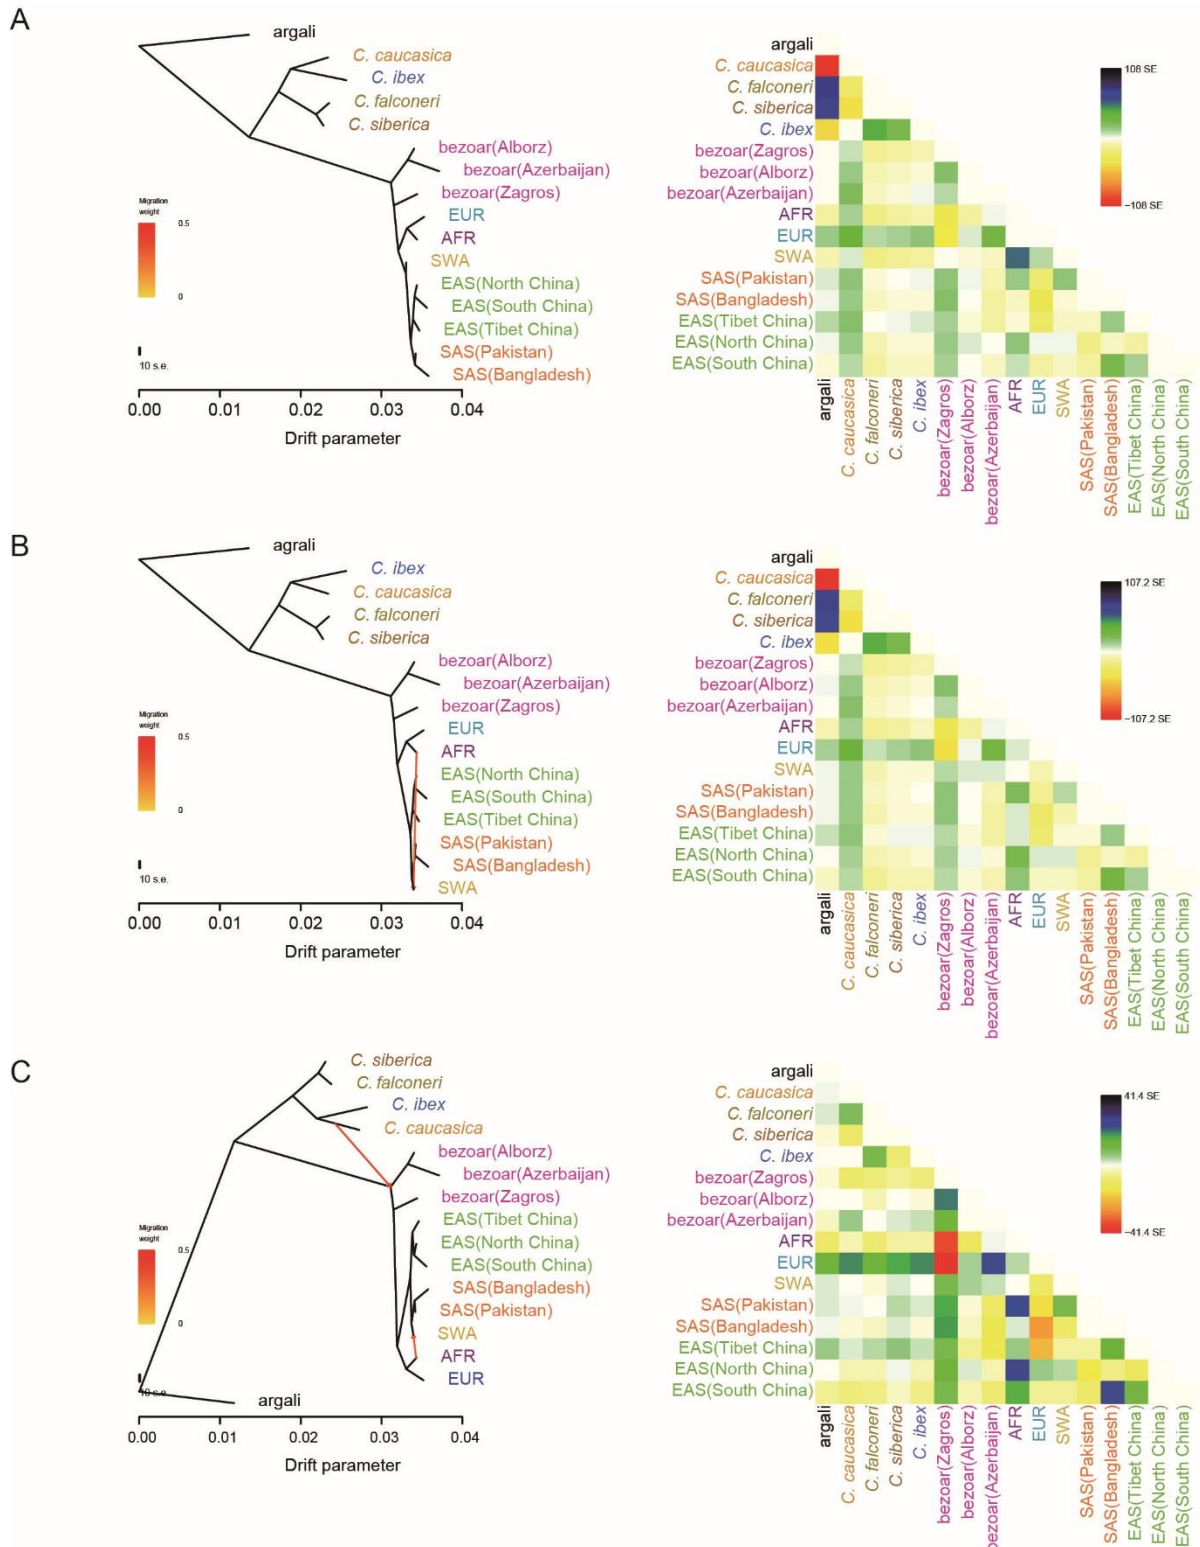 A
argali
C. caucasica
C. ibex
C. falconeri
C. siberica
bezoar(Alborz)
bezoar(Azerbaijan)
bezoar(Zagros)
EUR
AFR
SWA
EAS(North China)
EAS(South China)
EAS(Tibet China)
SAS(Pakistan)
SAS(Bangladesh)
Migration
weight
0.5
0
10 s.e.
0.00 0.01 0.02 0.03 0.04
Drift parameter
argali
C. caucasica
C. falconeri
C. siberica
C. ibex
bezoar(Zagros)
bezoar(Alborz)
bezoar(Azerbaijan)
AFR
EUR
SWA
SAS(Pakistan)
SAS(Bangladesh)
EAS(Tibet China)
EAS(North China)
EAS(South China)
108 SE
−108 SE
argali
C. caucasica
C. falconeri
C. siberica
C. ibex
bezoar(Zagros)
bezoar(Alborz)
bezoar(Azerbaijan)
AFR
EUR
SWA
SAS(Pakistan)
SAS(Bangladesh)
EAS(Tibet China)
EAS(North China)
EAS(South China)
B
agrali
C. ibex
C. caucasica
C. falconeri
C. siberica
bezoar(Alborz)
bezoar(Azerbaijan)
bezoar(Zagros)
EUR
AFR
EAS(North China)
EAS(South China)
EAS(Tibet China)
SAS(Pakistan)
SAS(Bangladesh)
SWA
Migration
weight
0.5
0
10 s.e.
0.00 0.01 0.02 0.03 0.04
Drift parameter
argali
C. caucasica
C. falconeri
C. siberica
C. ibex
bezoar(Zagros)
bezoar(Alborz)
bezoar(Azerbaijan)
AFR
EUR
SWA
SAS(Pakistan)
SAS(Bangladesh)
EAS(Tibet China)
EAS(North China)
EAS(South China)
107.2 SE
−107.2 SE
argali
C. caucasica
C. falconeri
C. siberica
C. ibex
bezoar(Zagros)
bezoar(Alborz)
bezoar(Azerbaijan)
AFR
EUR
SWA
SAS(Pakistan)
SAS(Bangladesh)
EAS(Tibet China)
EAS(North China)
EAS(South China)
C
C. siberica
C. falconeri
C. ibex
C. caucasica
bezoar(Alborz)
bezoar(Azerbaijan)
bezoar(Zagros)
EAS(Tibet China)
EAS(North China)
EAS(South China)
SAS(Bangladesh)
SAS(Pakistan)
SWA
AFR
EUR
argali
Migration
weight
0.5
0
10 s.e.
0.00 0.01 0.02 0.03 0.04
Drift parameter
argali
C. caucasica
C. falconeri
C. siberica
C. ibex
bezoar(Zagros)
bezoar(Alborz)
bezoar(Azerbaijan)
AFR
EUR
SWA
SAS(Pakistan)
SAS(Bangladesh)
EAS(Tibet China)
EAS(North China)
EAS(South China)
41.4 SE
−41.4 SE
argali
C. caucasica
C. falconeri
C. siberica
C. ibex
bezoar(Zagros)
bezoar(Alborz)
bezoar(Azerbaijan)
AFR
EUR
SWA
SAS(Pakistan)
SAS(Bangladesh)
EAS(Tibet China)
EAS(North China)
EAS(South China)